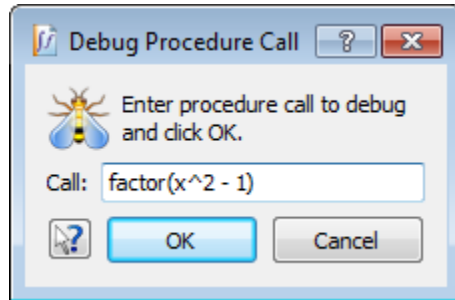 Debug Procedure Call
Enter procedure call to debug
and click OK.
Call: factor(x^2 - 1)
OK Cancel